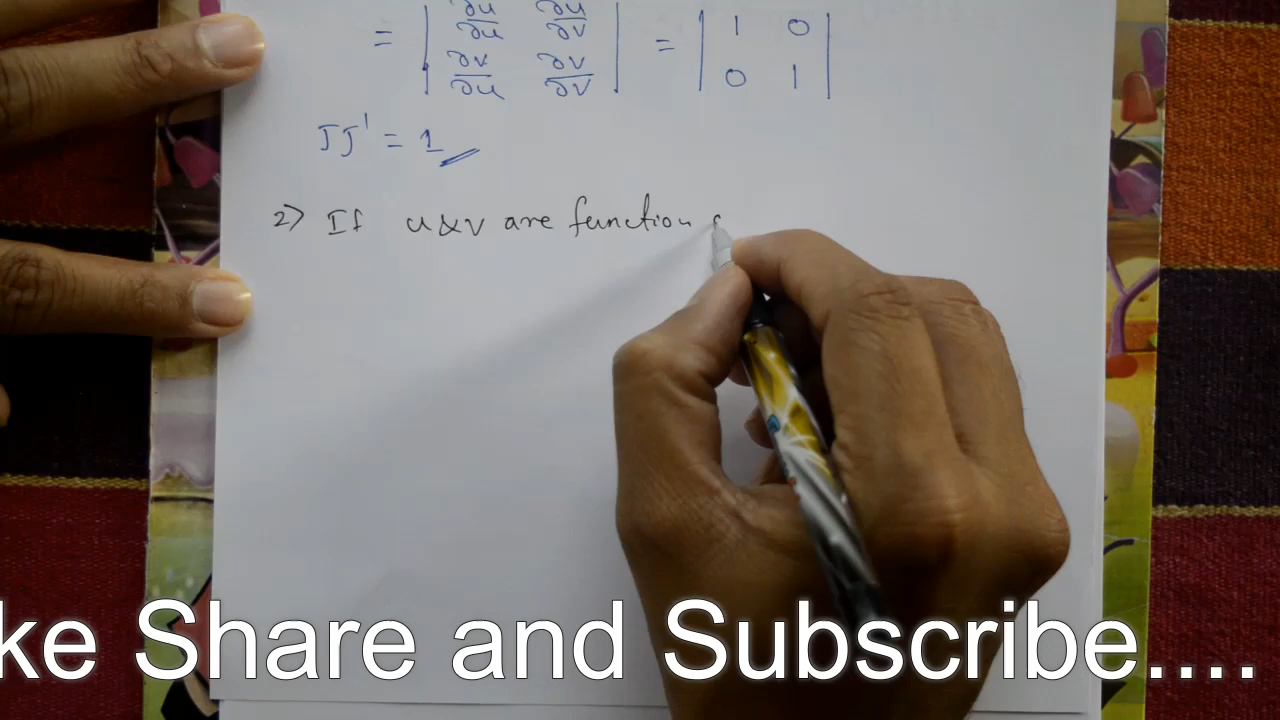 = | ∂u/∂u ∂u/∂v | = | 1 0 |
| ∂v/∂u ∂v/∂v | | 0 1 |
JJ' = 1
2) If u & v are function
ke Share and Subscribe....